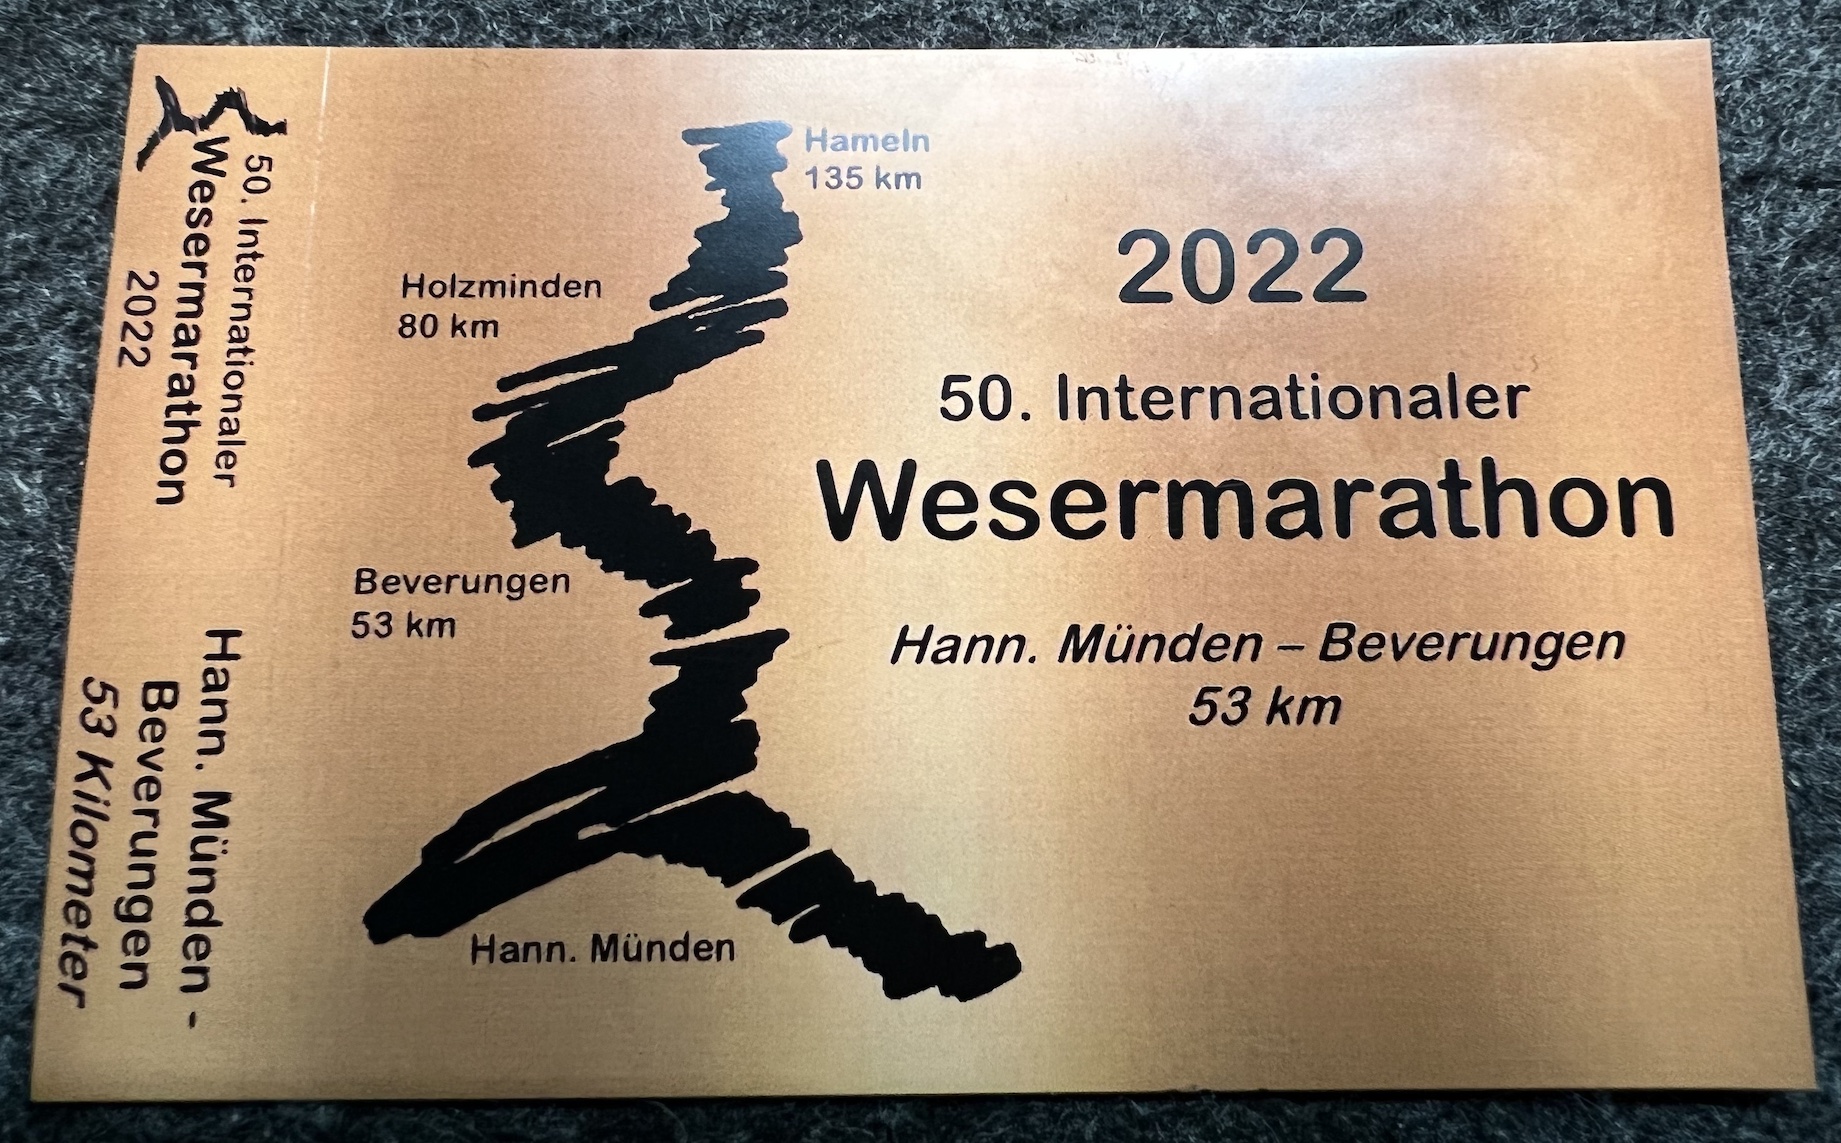 50. Internationaler
Wesermarathon
2022
Hann. Münden -
Beverungen
53 Kilometer
Hameln
135 km
Holzminden
80 km
Beverungen
53 km
Hann. Münden
2022
50. Internationaler
Wesermarathon
Hann. Münden – Beverungen
53 km